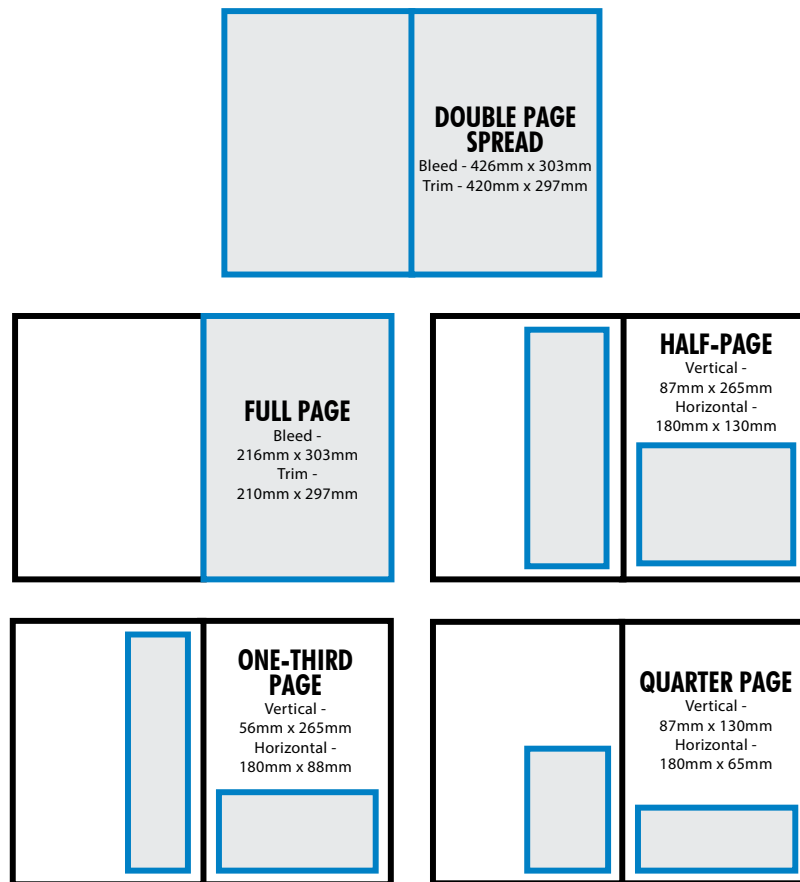 DOUBLE PAGE
SPREAD
Bleed - 426mm x 303mm
Trim - 420mm x 297mm
FULL PAGE
Bleed -
216mm x 303mm
Trim -
210mm x 297mm
HALF-PAGE
Vertical -
87mm x 265mm
Horizontal -
180mm x 130mm
ONE-THIRD
PAGE
Vertical -
56mm x 265mm
Horizontal -
180mm x 88mm
QUARTER PAGE
Vertical -
87mm x 130mm
Horizontal -
180mm x 65mm